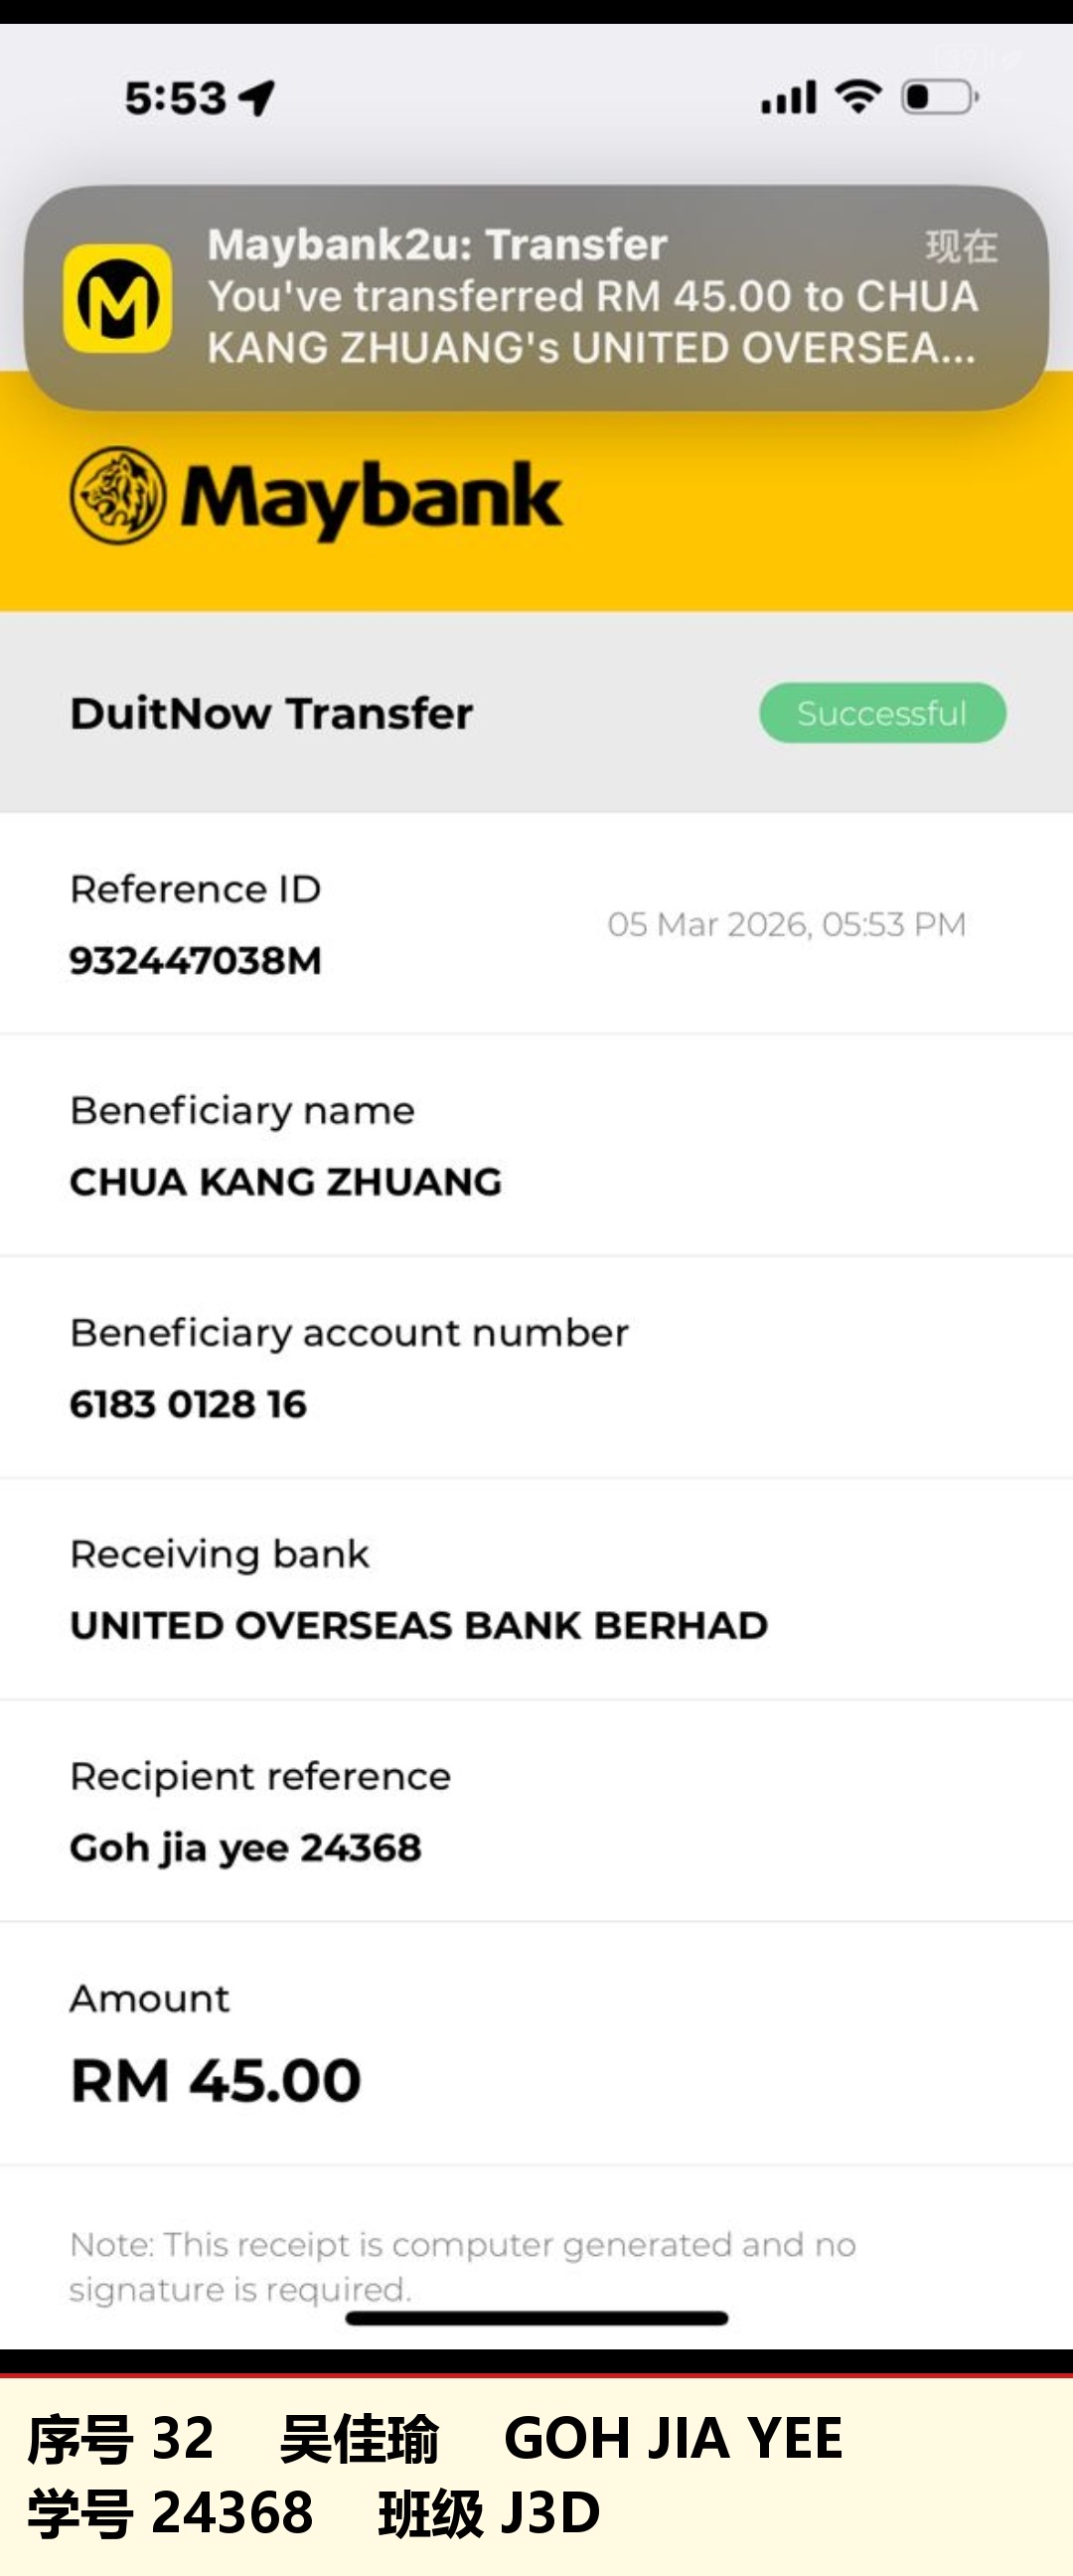 5:53
Maybank2u: Transfer 现在
You've transferred RM 45.00 to CHUA
KANG ZHUANG's UNITED OVERSEA...
Maybank
DuitNow Transfer Successful
Reference ID
05 Mar 2026, 05:53 PM
932447038M
Beneficiary name
CHUA KANG ZHUANG
Beneficiary account number
6183 0128 16
Receiving bank
UNITED OVERSEAS BANK BERHAD
Recipient reference
Goh jia yee 24368
Amount
RM 45.00
Note: This receipt is computer generated and no
signature is required.
序号 32 吴佳瑜 GOH JIA YEE
学号 24368 班级 J3D